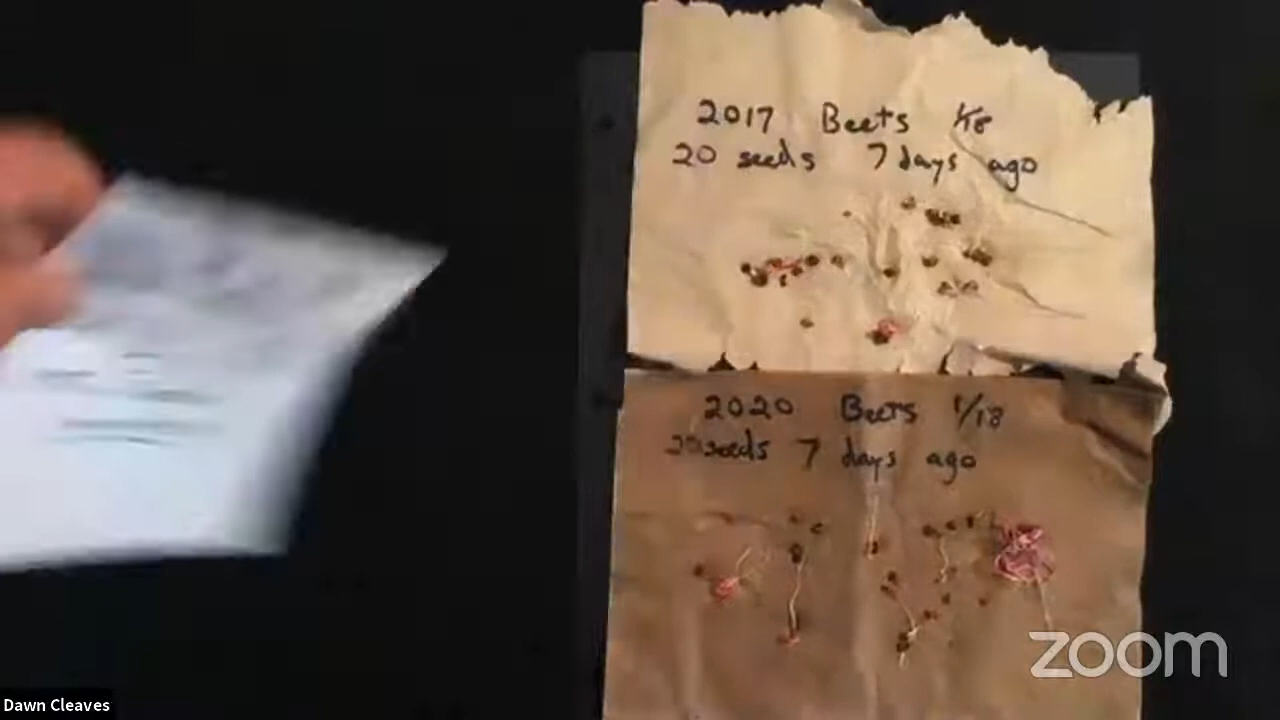 2017 Beets 1/18
20 seeds 7 days ago
2020 Beets 1/18
20 seeds 7 days ago
zoom
Dawn Cleaves